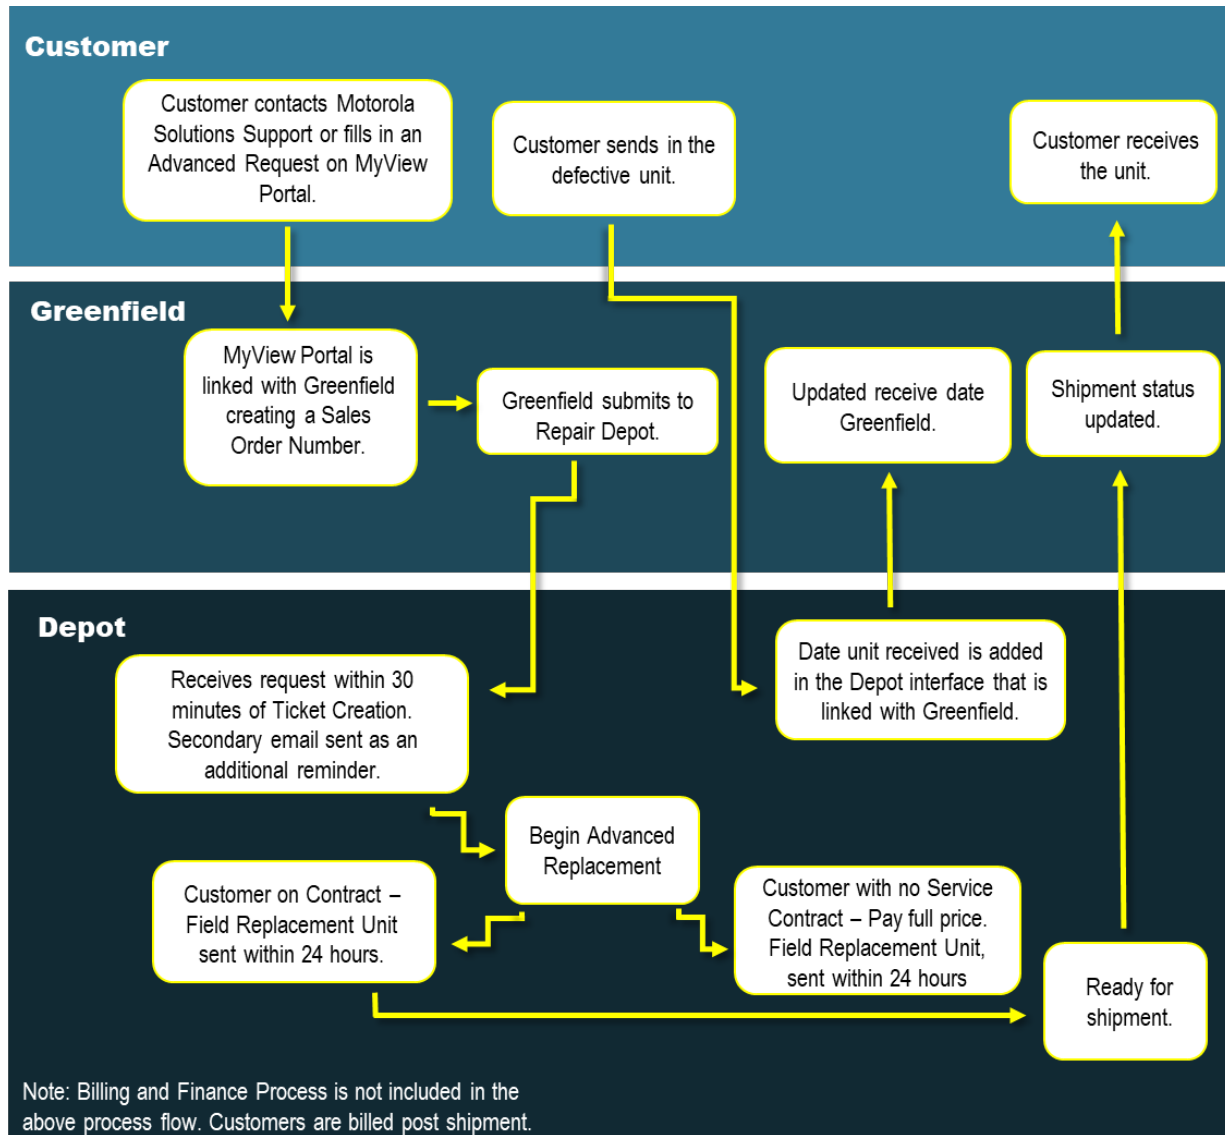 Customer
Customer contacts Motorola
Solutions Support or fills in an
Advanced Request on MyView
Portal.
Customer sends in the
defective unit.
Customer receives
the unit.
Greenfield
MyView Portal is
linked with Greenfield
creating a Sales
Order Number.
Greenfield submits to
Repair Depot.
Updated receive date
Greenfield.
Shipment status
updated.
Depot
Receives request within 30
minutes of Ticket Creation.
Secondary email sent as an
additional reminder.
Date unit received is added
in the Depot interface that is
linked with Greenfield.
Begin Advanced
Replacement
Customer on Contract –
Field Replacement Unit
sent within 24 hours.
Customer with no Service
Contract – Pay full price.
Field Replacement Unit,
sent within 24 hours
Ready for
shipment.
Note: Billing and Finance Process is not included in the
above process flow. Customers are billed post shipment.